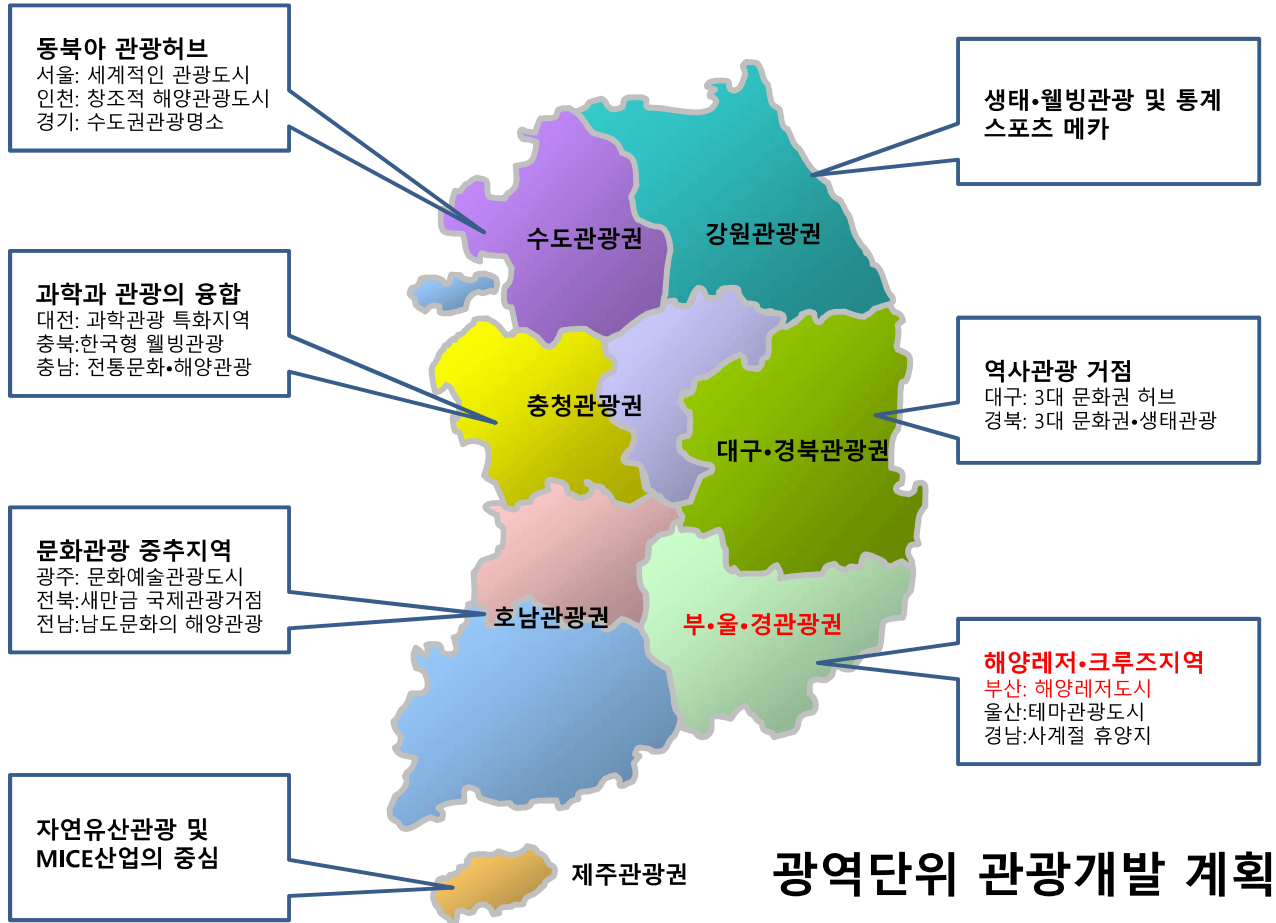 동북아 관광허브
서울: 세계적인 관광도시
인천: 창조적 해양관광도시
경기: 수도권관광명소
생태•웰빙관광 및 통계
스포츠 메카
수도관광권
강원관광권
과학과 관광의 융합
대전: 과학관광 특화지역
충북:한국형 웰빙관광
충남: 전통문화•해양관광
역사관광 거점
대구: 3대 문화권 허브
경북: 3대 문화권•생태관광
충청관광권
대구•경북관광권
문화관광 중추지역
광주: 문화예술관광도시
전북:새만금 국제관광거점
전남:남도문화의 해양관광
호남관광권
부•울•경관광권
해양레저•크루즈지역
부산: 해양레저도시
울산:테마관광도시
경남:사계절 휴양지
자연유산관광 및
MICE산업의 중심
제주관광권
광역단위 관광개발 계획